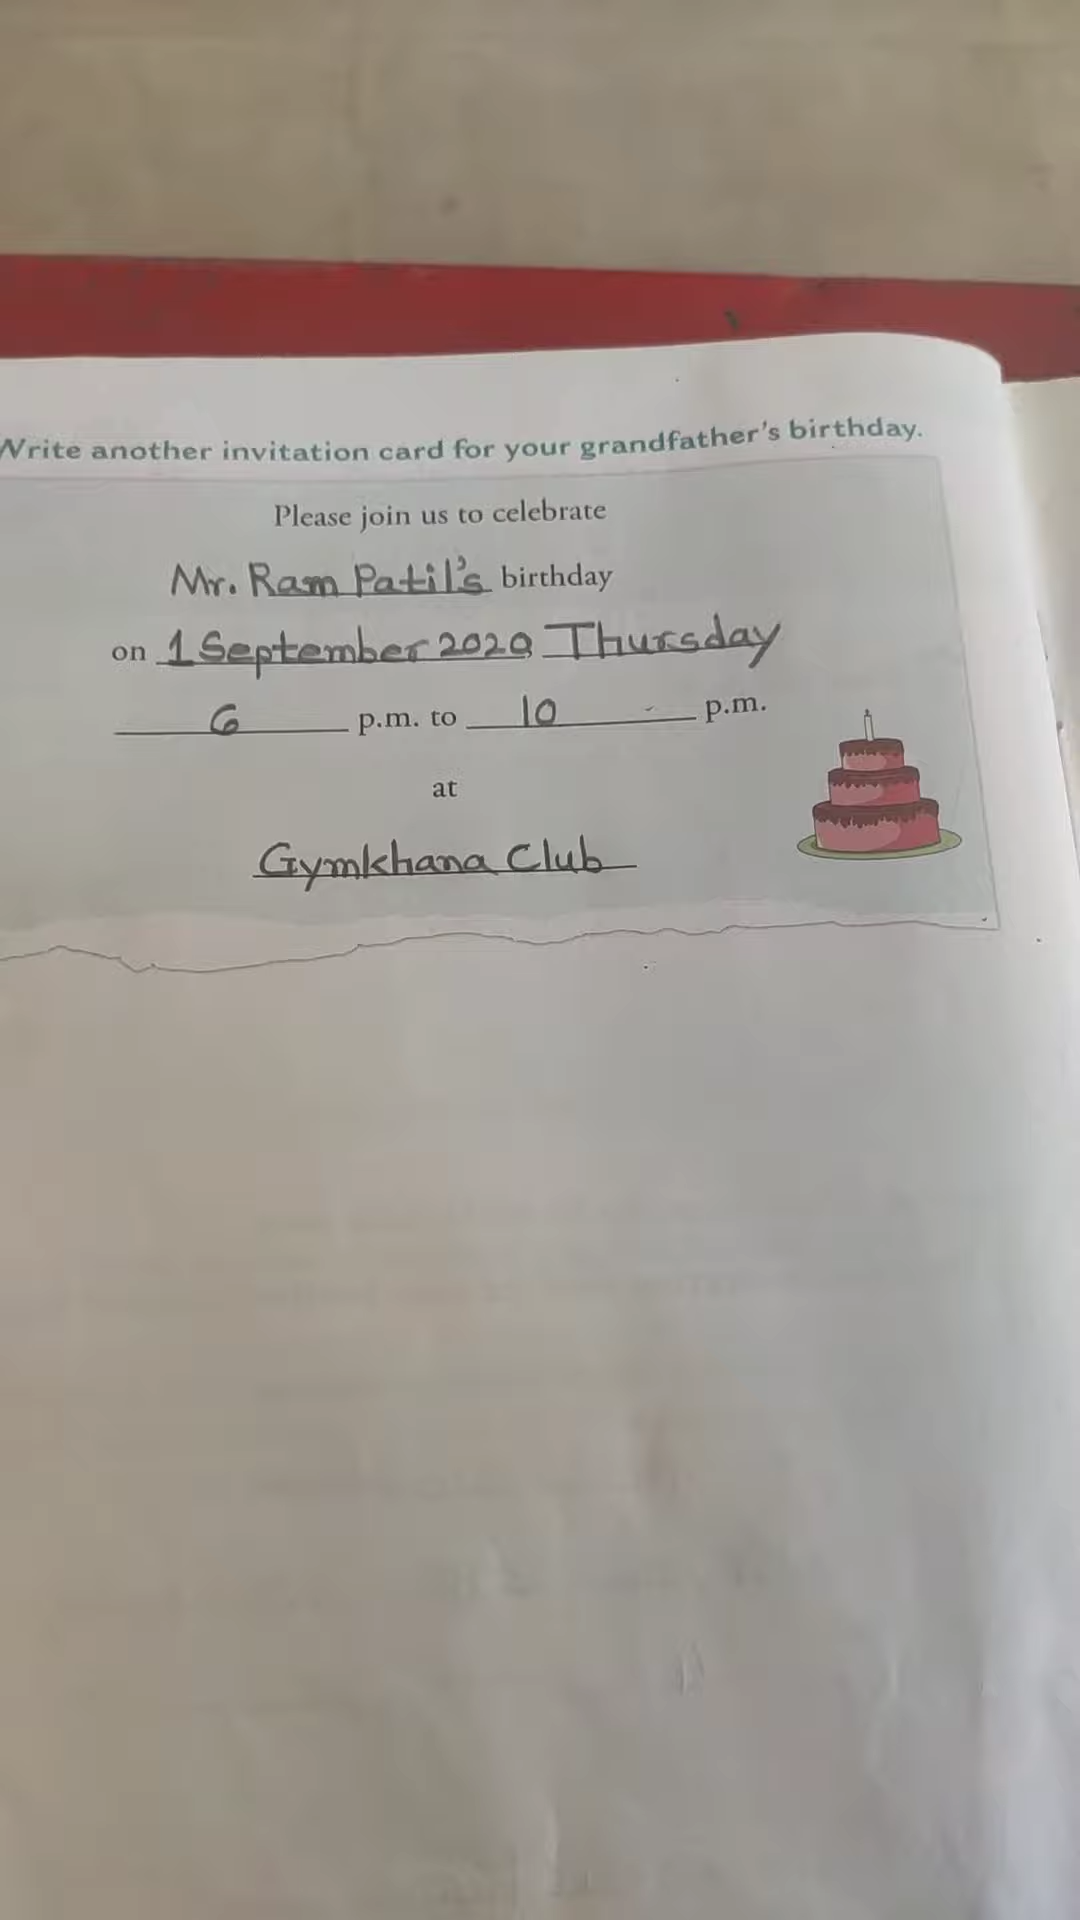 Write another invitation card for your grandfather's birthday.
Please join us to celebrate
Mr. Ram Patil's birthday
on 1 September 2020, Thursday
6 p.m. to 10 p.m.
at
Gymkhana Club